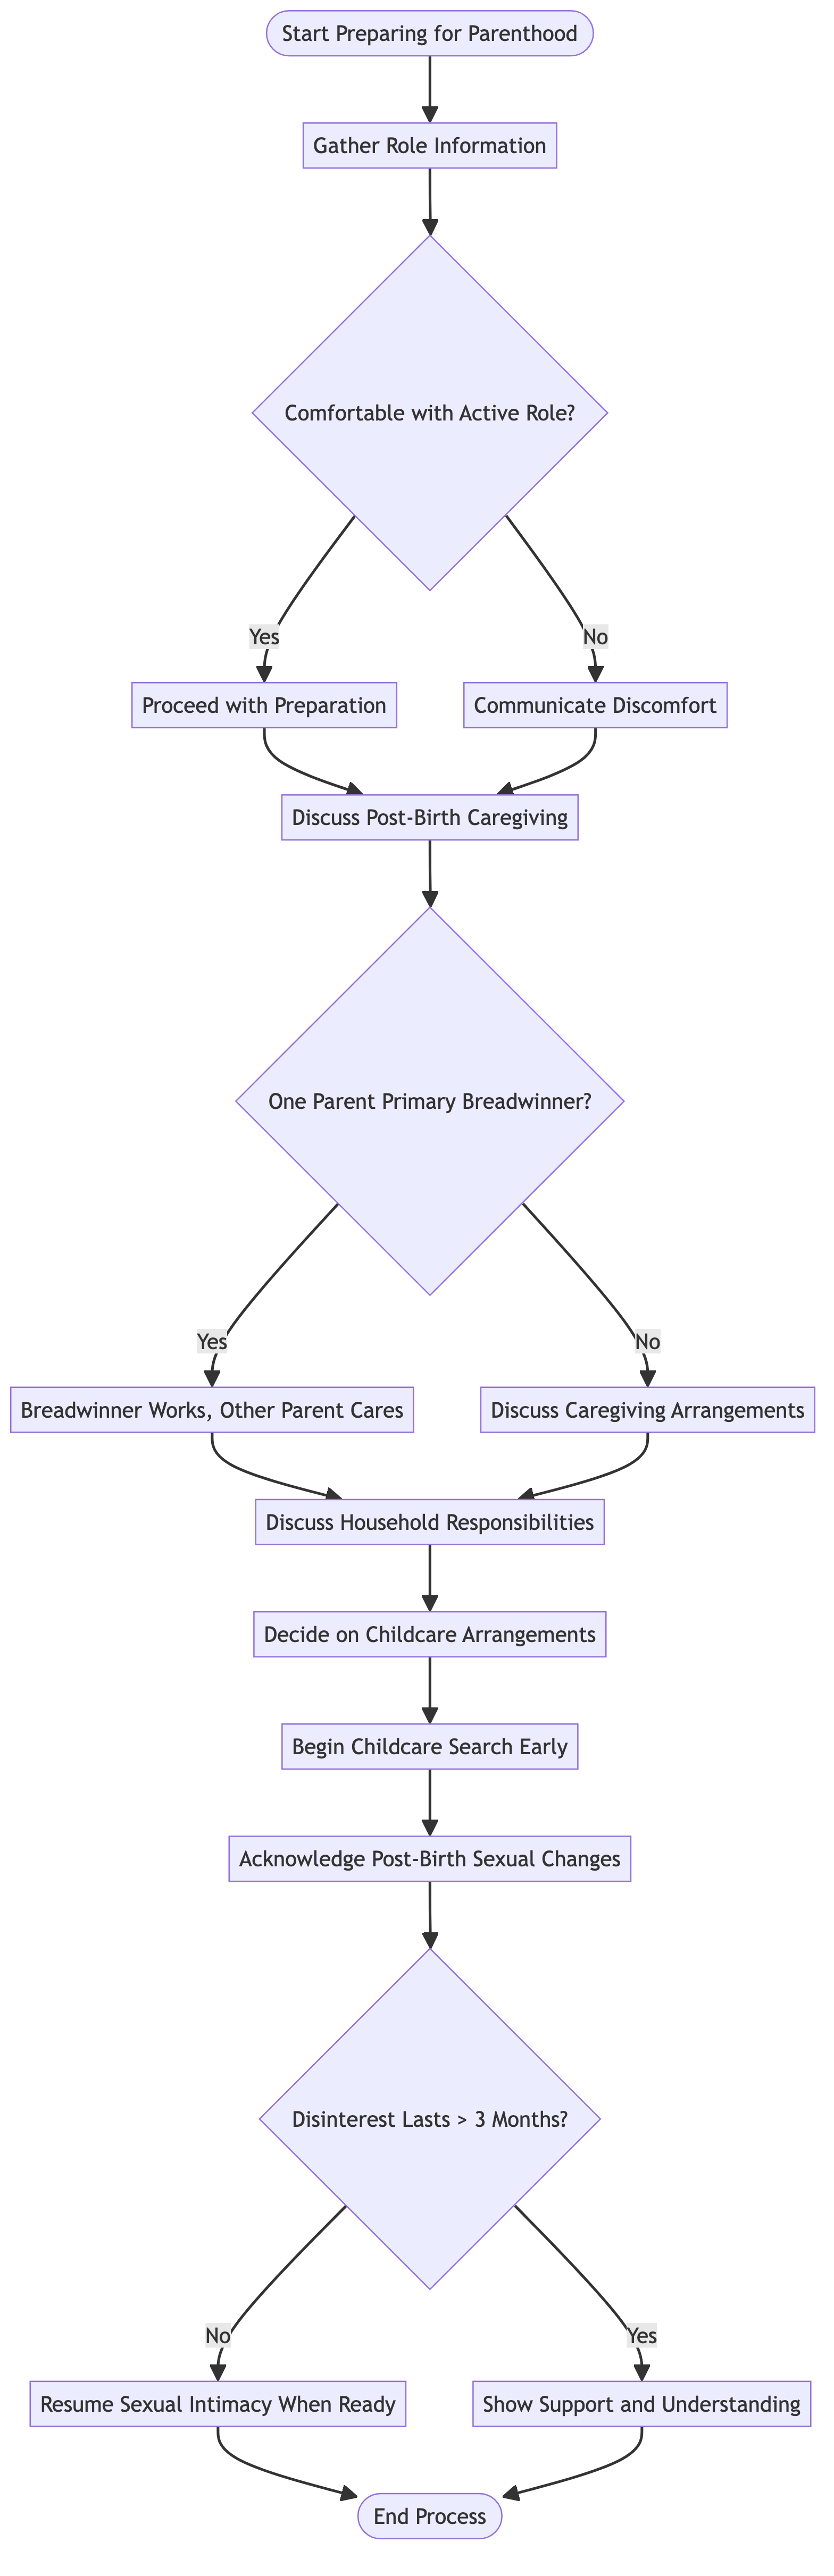 Start Preparing for Parenthood
Gather Role Information
Comfortable with Active Role?
Yes
No
Proceed with Preparation
Communicate Discomfort
Discuss Post-Birth Caregiving
One Parent Primary Breadwinner?
Yes
No
Breadwinner Works, Other Parent Cares
Discuss Caregiving Arrangements
Discuss Household Responsibilities
Decide on Childcare Arrangements
Begin Childcare Search Early
Acknowledge Post-Birth Sexual Changes
Disinterest Lasts > 3 Months?
No
Yes
Resume Sexual Intimacy When Ready
Show Support and Understanding
End Process